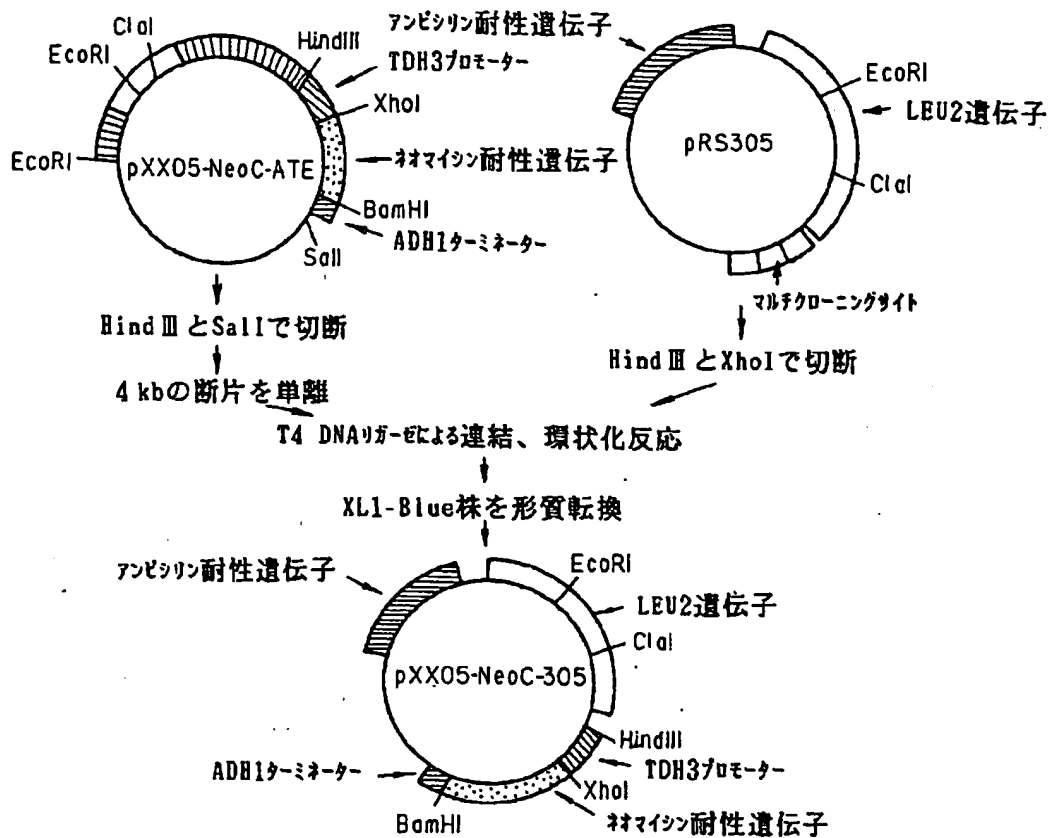 アンピシリン耐性遺伝子
ClaI
HindIII
EcoRI
TDH3プロモーター
XhoI
EcoRI
pXX05-NeoC-ATE
ネオマイシン耐性遺伝子
BamHI
ADH1ターミネーター
SalI
EcoRI
LEU2遺伝子
pRS305
ClaI
マルチクローニングサイト
HindⅢとSalIで切断
HindⅢとXhoIで切断
4 kbの断片を単離
T4 DNAリガーゼによる連結、環状化反応
XL1-Blue株を形質転換
アンピシリン耐性遺伝子
EcoRI
LEU2遺伝子
ClaI
pXX05-NeoC-305
HindIII
ADH1ターミネーター
TDH3プロモーター
XhoI
BamHI
ネオマイシン耐性遺伝子